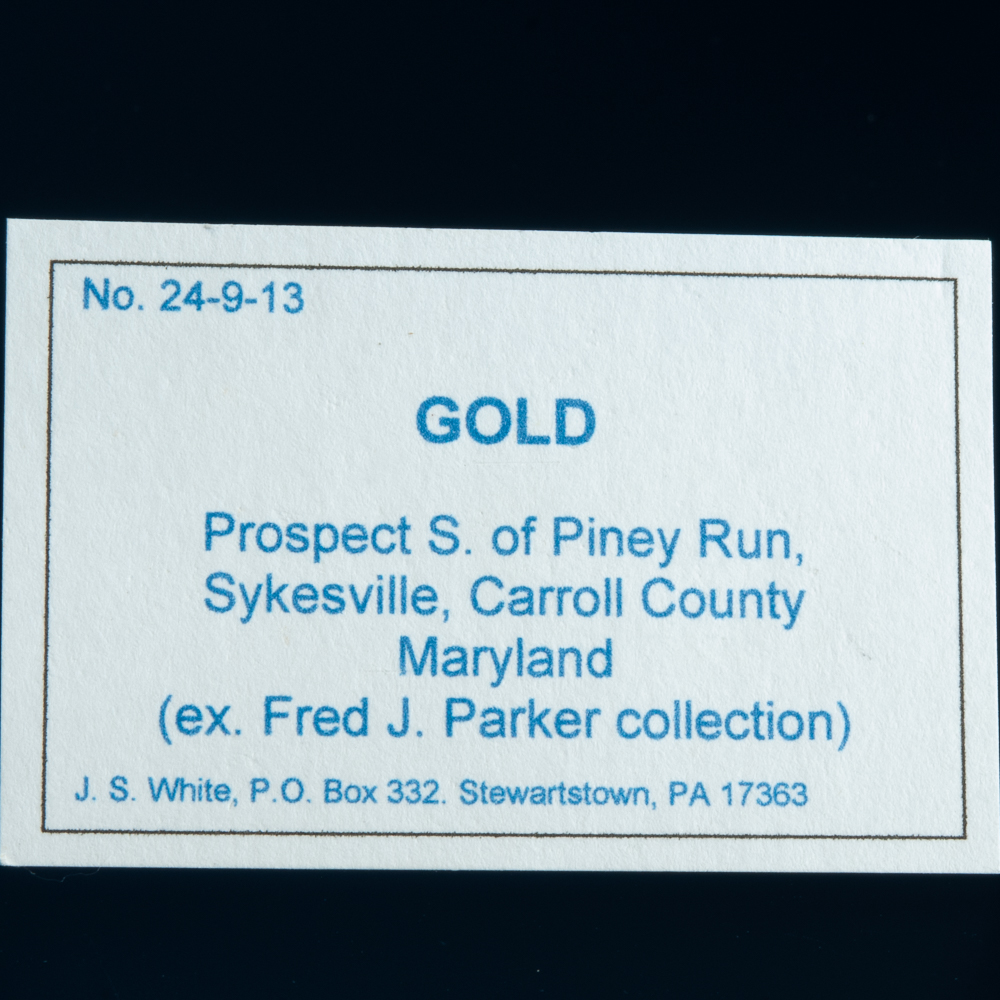 No. 24-9-13
GOLD
Prospect S. of Piney Run,
Sykesville, Carroll County
Maryland
(ex. Fred J. Parker collection)
J. S. White, P.O. Box 332. Stewartstown, PA 17363